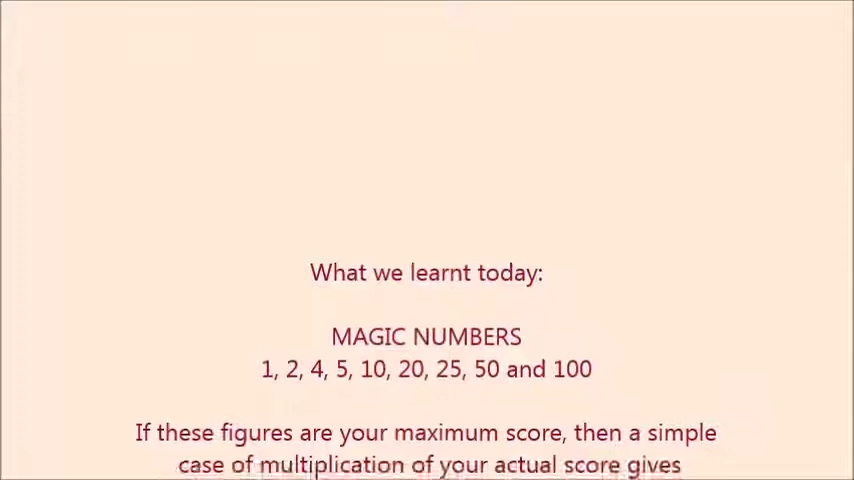 What we learnt today:
MAGIC NUMBERS
1, 2, 4, 5, 10, 20, 25, 50 and 100
If these figures are your maximum score, then a simple
case of multiplication of your actual score gives